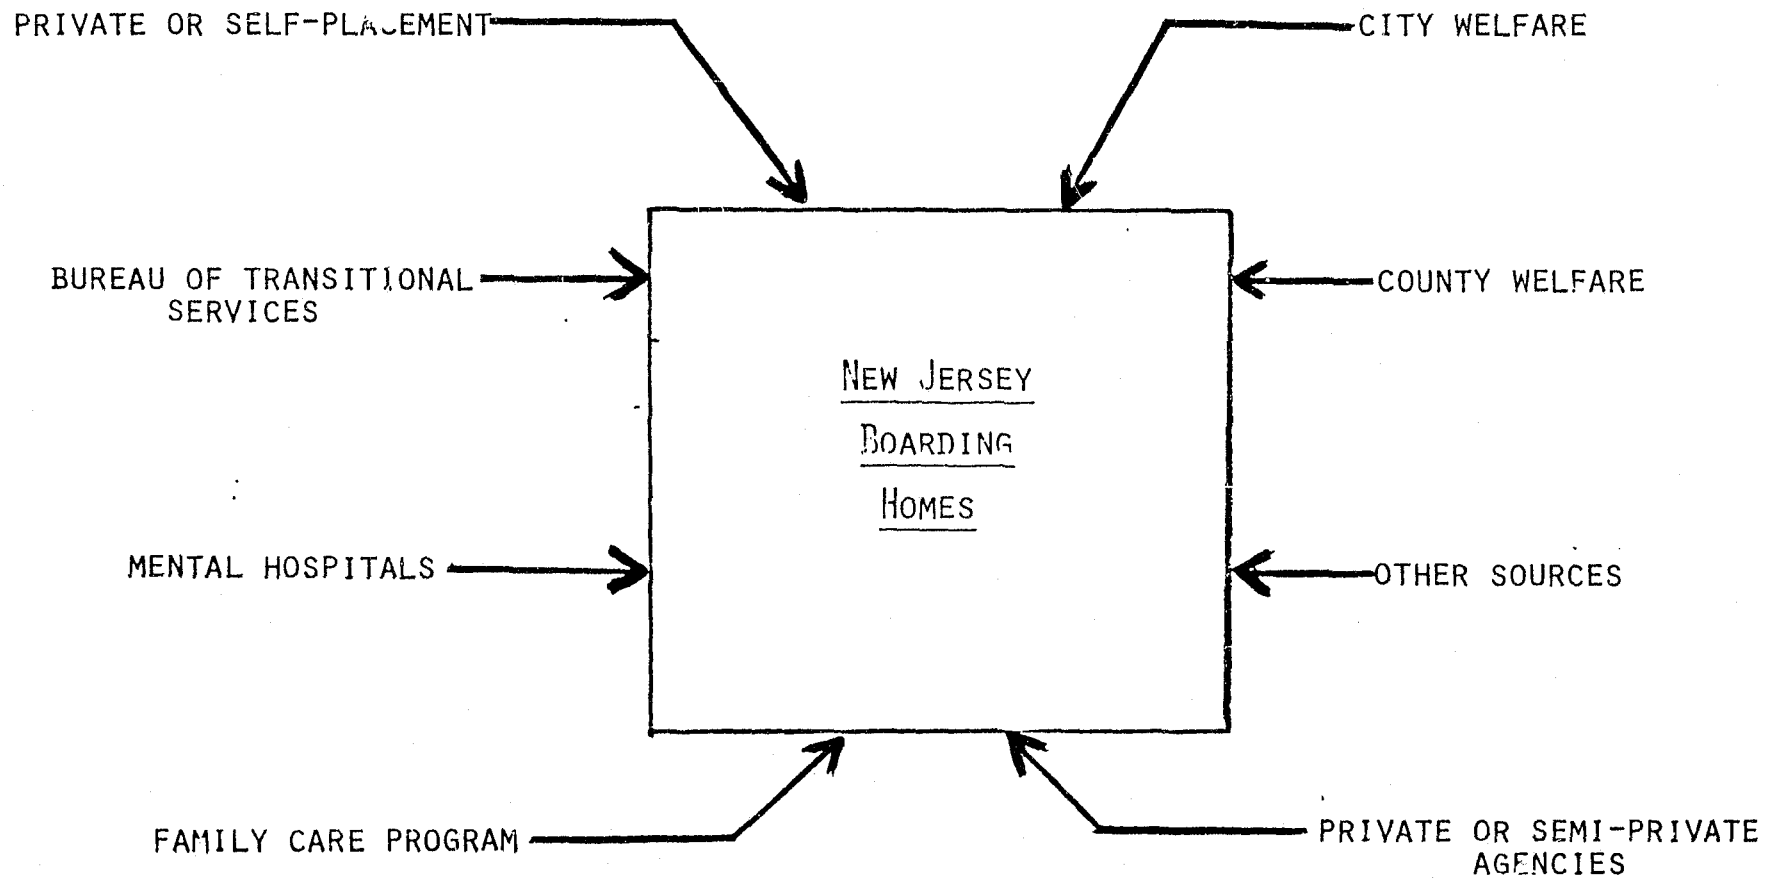 PRIVATE OR SELF-PLACEMENT
CITY WELFARE
BUREAU OF TRANSITIONAL
SERVICES
COUNTY WELFARE
NEW JERSEY
BOARDING
HOMES
MENTAL HOSPITALS
OTHER SOURCES
FAMILY CARE PROGRAM
PRIVATE OR SEMI-PRIVATE
AGENCIES